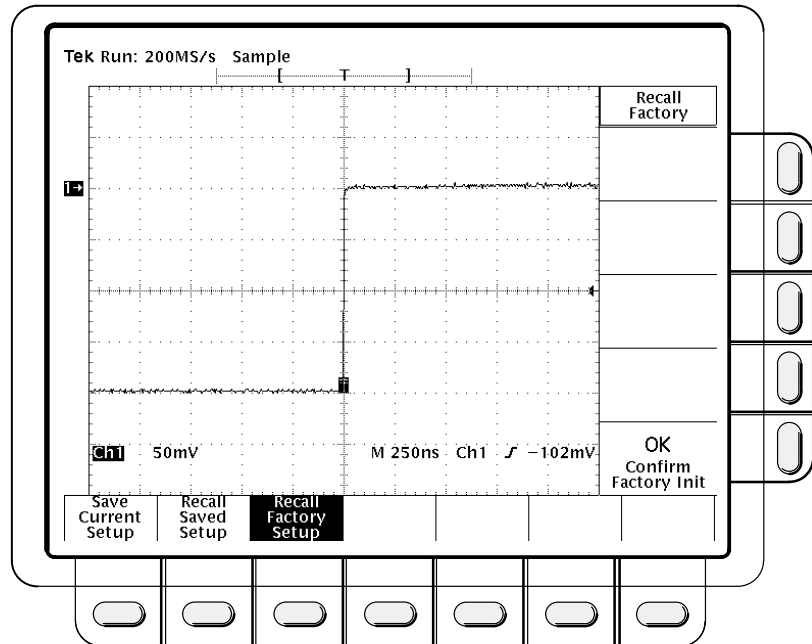 Tek Run: 200MS/s Sample
[ T ]
Recall
Factory
1→
Ch1 50mV M 250ns Ch1 ƒ −102mV
OK
Confirm
Factory Init
Save
Current
Setup
Recall
Saved
Setup
Recall
Factory
Setup